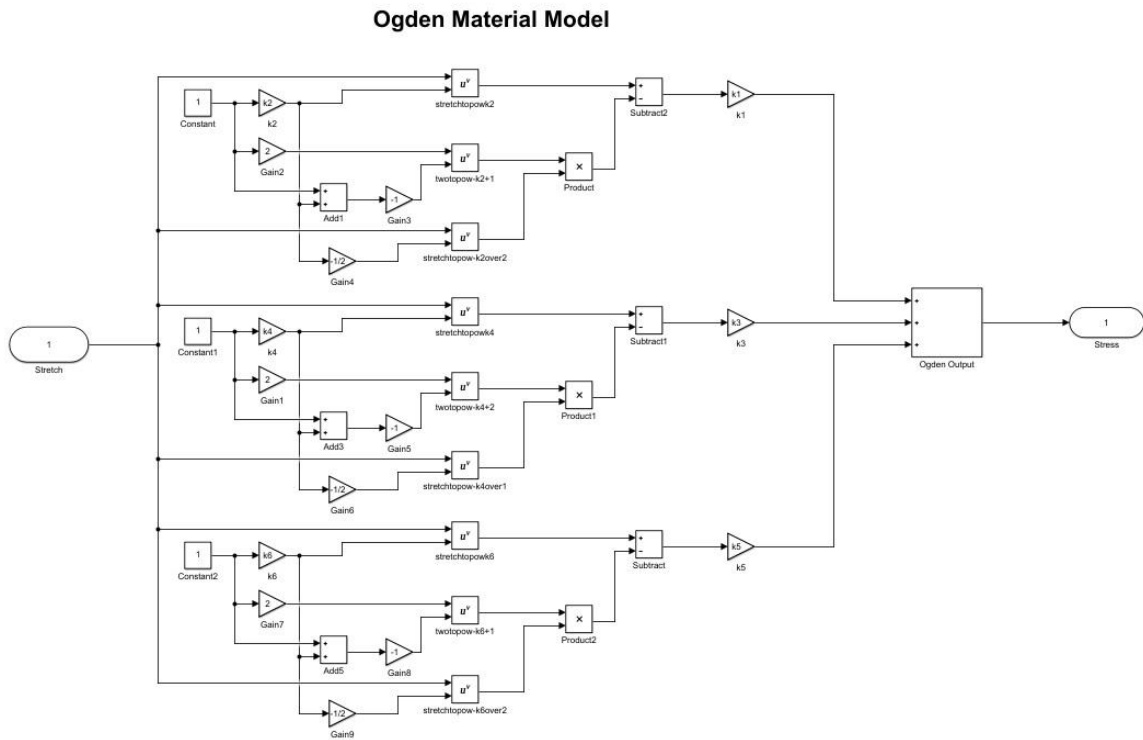 Ogden Material Model
u^v
stretchtopowk2
1
Constant
k2
k2
2
Gain2
u^v
twotopow-k2+1
+
+
Add1
-1
Gain3
×
Product
+
−
Subtract2
k1
k1
u^v
stretchtopow-k2over2
-1/2
Gain4
u^v
stretchtopowk4
1
Constant1
k4
k4
2
Gain1
u^v
twotopow-k4+2
+
+
Add3
-1
Gain5
×
Product1
+
−
Subtract1
k3
k3
u^v
stretchtopow-k4over1
-1/2
Gain6
1
Stretch
+
+
+
Ogden Output
1
Stress
u^v
stretchtopowk6
1
Constant2
k6
k6
2
Gain7
u^v
twotopow-k6+1
+
+
Add5
-1
Gain8
×
Product2
+
−
Subtract
k5
k5
u^v
stretchtopow-k6over2
-1/2
Gain9